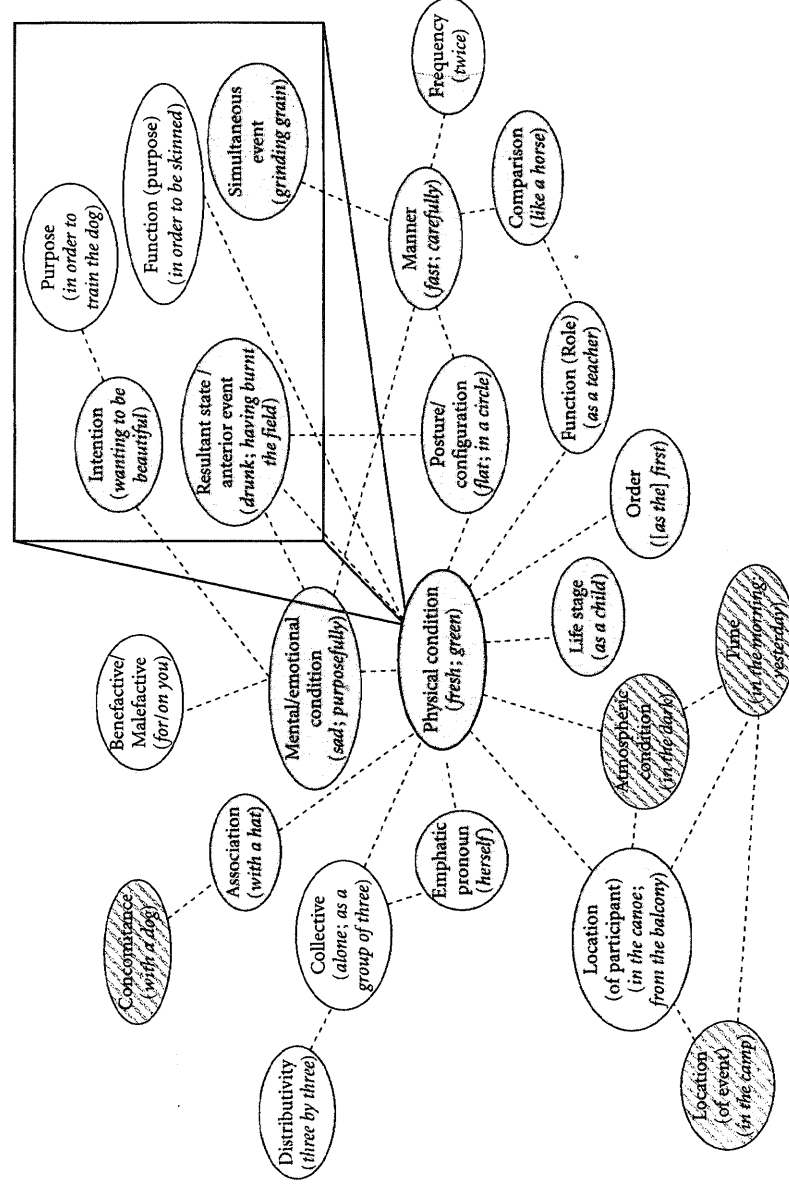 Purpose
(in order to
train the dog)
Function (purpose)
(in order to be skinned)
Simultaneous
event
(grinding grain)
Frequency
(twice)
Intention
(wanting to be
beautiful)
Resultant state /
anterior event
(drunk; having burnt
the field)
Manner
(fast; carefully)
Comparison
(like a horse)
Posture/
configuration
(flat; in a circle)
Function (Role)
(as a teacher)
Order
([as the] first)
Benefactive/
Malefactive
(for/on you)
Mental/emotional
condition
(sad; purposefully)
Physical condition
(fresh; green)
Life stage
(as a child)
Atmospheric
condition
(in the dark)
Time
(in the morning;
yesterday)
Concomitance
(with a dog)
Association
(with a hat)
Collective
(alone; as a
group of three)
Emphatic
pronoun
(herself)
Location
(of participant)
(in the canoe;
from the balcony)
Distributivity
(three by three)
Location
(of event)
(in the camp)